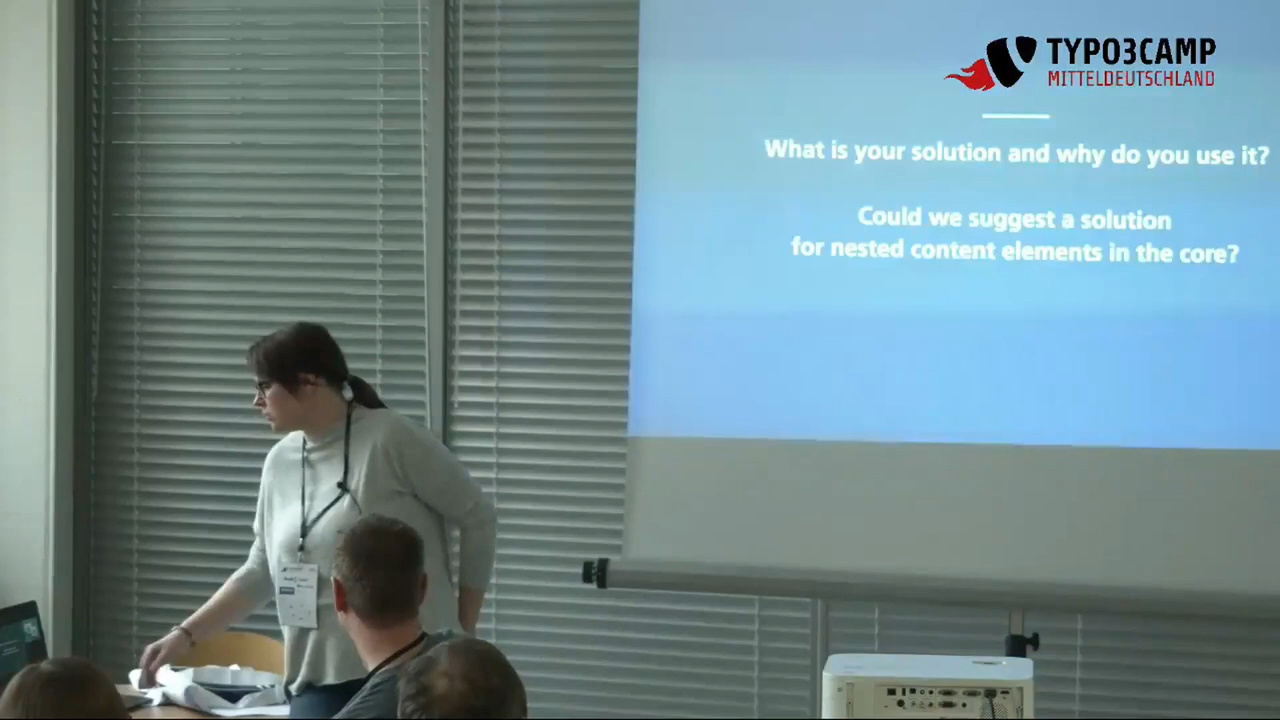 TYPO3CAMP
MITTELDEUTSCHLAND
What is your solution and why do you use it?
Could we suggest a solution
for nested content elements in the core?